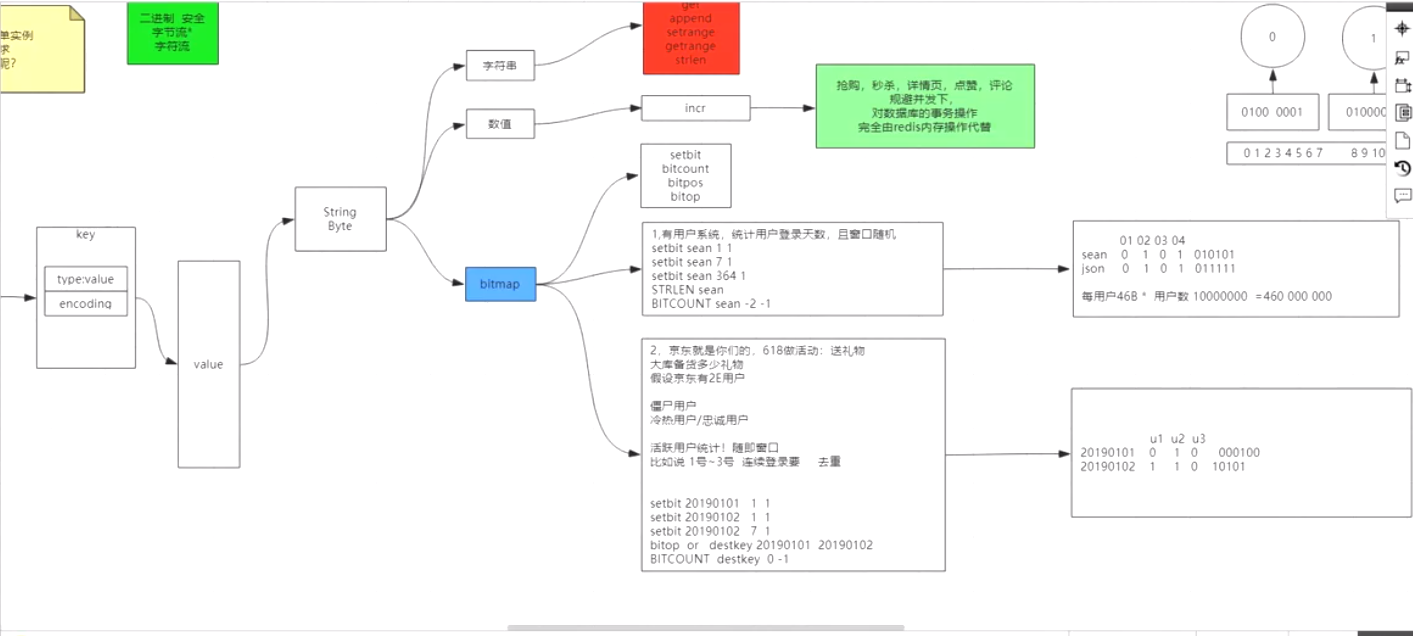 单实例
求
呢?
二进制 安全
字节流*
字符流
get
append
setrange
getrange
strlen
字符串
数值
incr
抢购，秒杀，详情页，点赞，评论
规避并发下，
对数据库的事务操作
完全由redis内存操作代替
0
1
0100 0001
010000
0 1 2 3 4 5 6 7 8 9 10
key
type:value
encoding
value
String
Byte
bitmap
setbit
bitcount
bitpos
bitop
1,有用户系统，统计用户登录天数，且窗口随机
setbit sean 1 1
setbit sean 7 1
setbit sean 364 1
STRLEN sean
BITCOUNT sean -2 -1
01 02 03 04
sean 0 1 0 1 010101
json 0 1 0 1 011111
每用户46B * 用户数 10000000 =460 000 000
2，京东就是你们的，618做活动：送礼物
大库备货多少礼物
假设京东有2E用户
僵尸用户
冷热用户/忠诚用户
活跃用户统计！随即窗口
比如说 1号~3号 连续登录要 去重
setbit 20190101 1 1
setbit 20190102 1 1
setbit 20190102 7 1
bitop or destkey 20190101 20190102
BITCOUNT destkey 0 -1
u1 u2 u3
20190101 0 1 0 000100
20190102 1 1 0 10101